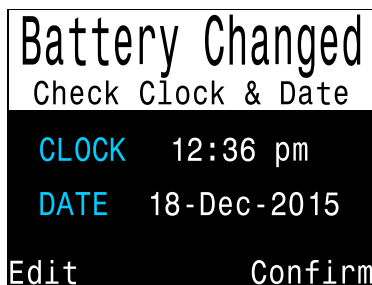 Battery Changed
Check Clock & Date
CLOCK 12:36 pm
DATE 18-Dec-2015
Edit Confirm